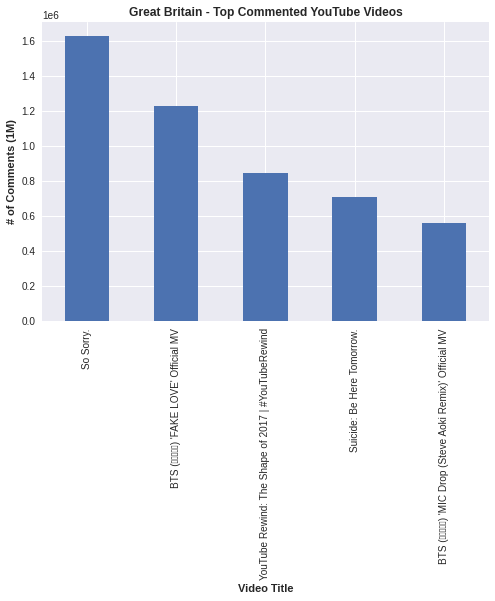 Great Britain - Top Commented YouTube Videos
1e6
1.6
1.4
1.2
1.0
0.8
0.6
0.4
0.2
0.0
# of Comments (1M)
So Sorry.
BTS (▯▯▯▯▯) 'FAKE LOVE' Official MV
YouTube Rewind: The Shape of 2017 | #YouTubeRewind
Suicide: Be Here Tomorrow.
BTS (▯▯▯▯▯) 'MIC Drop (Steve Aoki Remix)' Official MV
Video Title